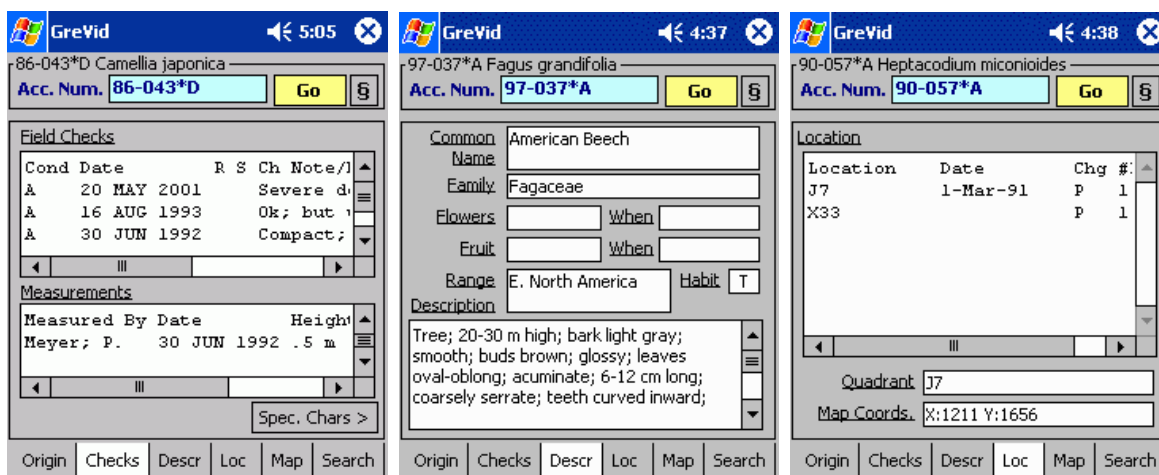 GreVid 5:05
86-043*D Camellia japonica
Acc. Num. 86-043*D Go §
Field Checks
Cond Date R S Ch Note/
A 20 MAY 2001 Severe d
A 16 AUG 1993 Ok; but
A 30 JUN 1992 Compact;
Measurements
Measured By Date Height
Meyer; P. 30 JUN 1992 .5 m
Spec. Chars >
Origin Checks Descr Loc Map Search
GreVid 4:37
97-037*A Fagus grandifolia
Acc. Num. 97-037*A Go §
Common Name American Beech
Family Fagaceae
Flowers When
Fruit When
Range E. North America Habit T
Description
Tree; 20-30 m high; bark light gray;
smooth; buds brown; glossy; leaves
oval-oblong; acuminate; 6-12 cm long;
coarsely serrate; teeth curved inward;
Origin Checks Descr Loc Map Search
GreVid 4:38
90-057*A Heptacodium miconioides
Acc. Num. 90-057*A Go §
Location
Location Date Chg #
J7 1-Mar-91 P 1
X33 P 1
Quadrant J7
Map Coords. X:1211 Y:1656
Origin Checks Descr Loc Map Search